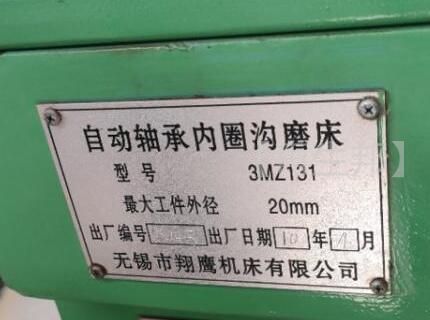 自动轴承内圈沟磨床
型号 3MZ131
最大工件外径 20mm
出厂编号 出厂日期 10 年 月
无锡市翔鹰机床有限公司